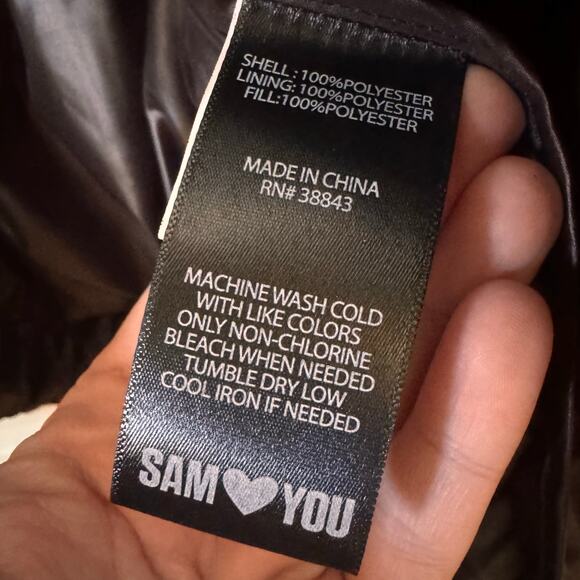 SHELL : 100%POLYESTER
LINING: 100%POLYESTER
FILL:100%POLYESTER
MADE IN CHINA
RN# 38843
MACHINE WASH COLD
WITH LIKE COLORS
ONLY NON-CHLORINE
BLEACH WHEN NEEDED
TUMBLE DRY LOW
COOL IRON IF NEEDED
SAM♥YOU